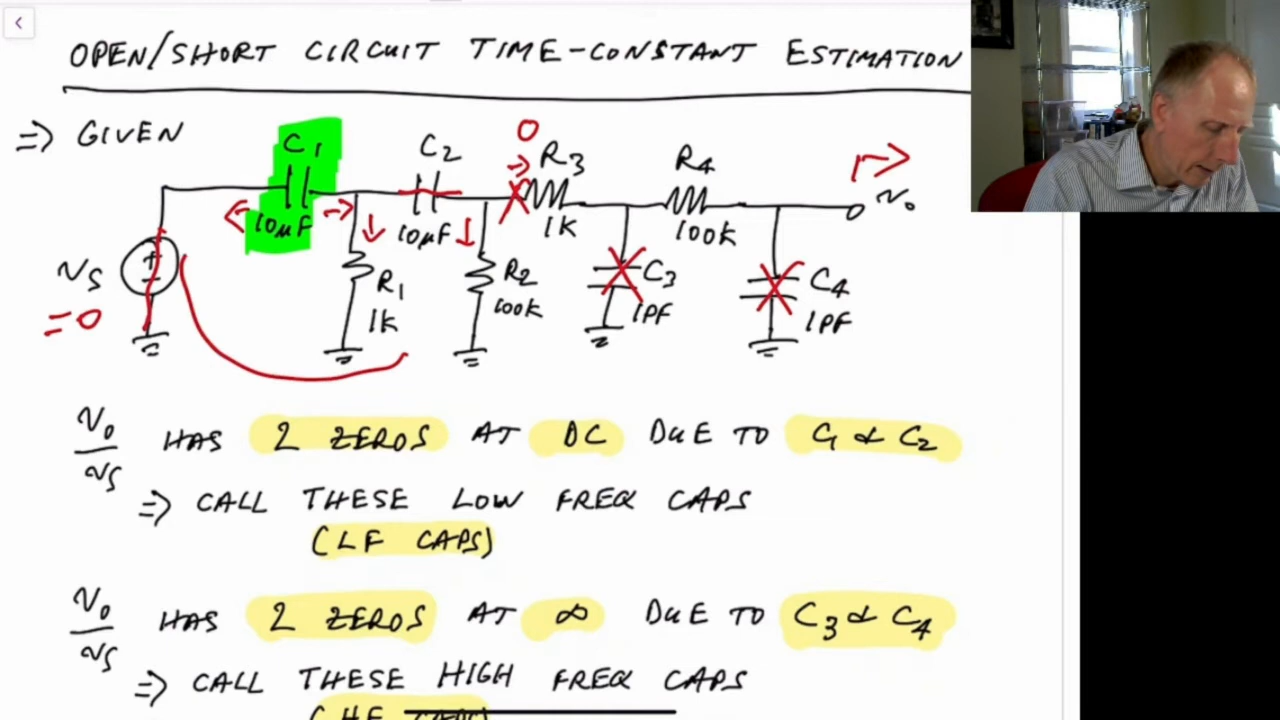 OPEN/SHORT CIRCUIT TIME-CONSTANT ESTIMATION
=> GIVEN
C1 10µF
C2 10µF
0
R3 1K
R4 100K
Vo
Vs
=0
+
-
R1 1K
R2 100K
C3 1PF
C4 1PF
Vo/Vs HAS 2 ZEROS AT DC DUE TO C1 & C2
=> CALL THESE LOW FREQ CAPS
(LF CAPS)
Vo/Vs HAS 2 ZEROS AT ∞ DUE TO C3 & C4
=> CALL THESE HIGH FREQ CAPS